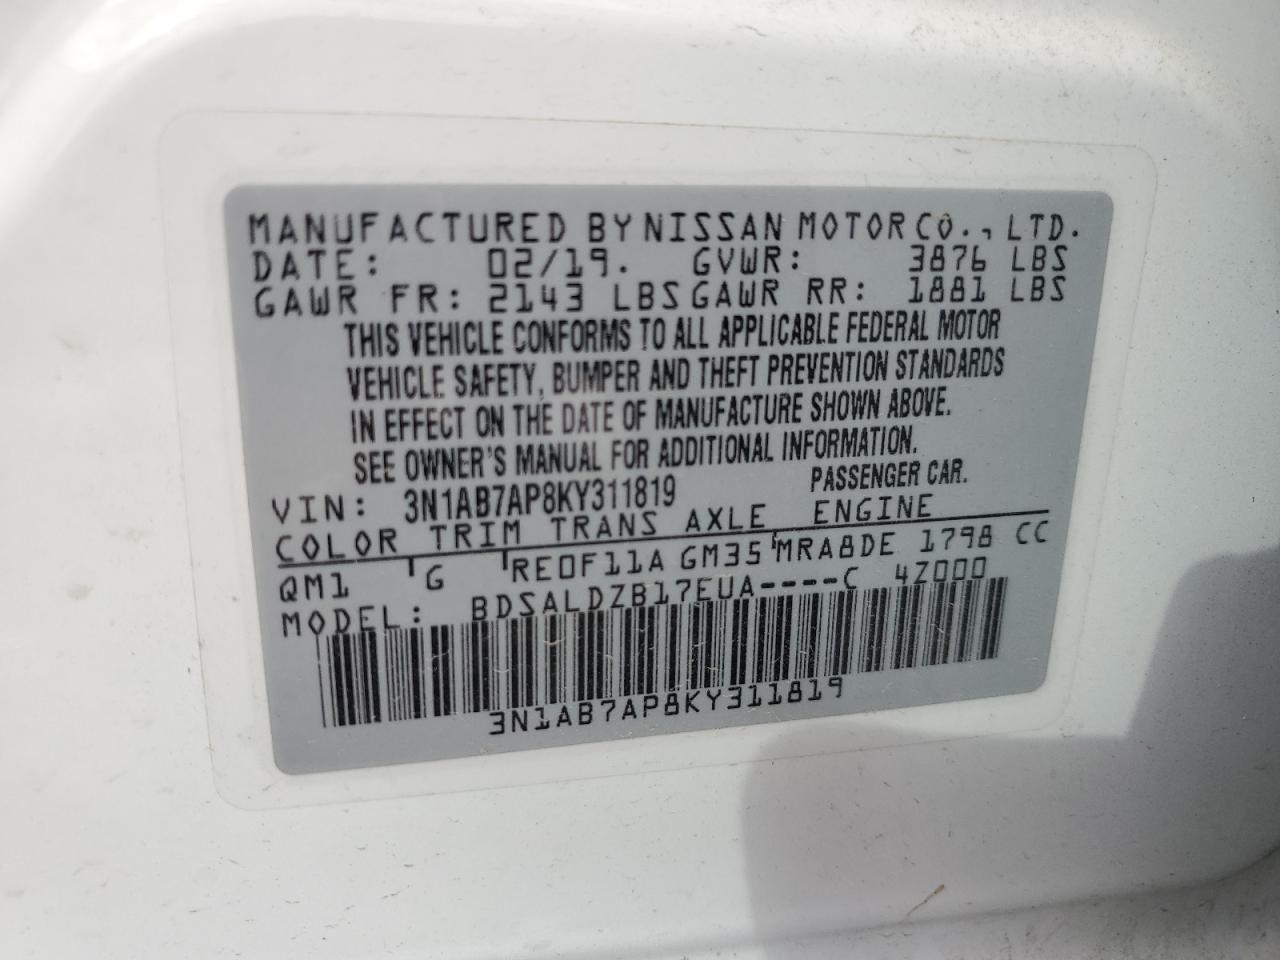 MANUFACTURED BY NISSAN MOTOR CO., LTD.
DATE: 02/19. GVWR: 3876 LBS
GAWR FR: 2143 LBS GAWR RR: 1881 LBS
THIS VEHICLE CONFORMS TO ALL APPLICABLE FEDERAL MOTOR
VEHICLE SAFETY, BUMPER AND THEFT PREVENTION STANDARDS
IN EFFECT ON THE DATE OF MANUFACTURE SHOWN ABOVE.
SEE OWNER'S MANUAL FOR ADDITIONAL INFORMATION.
VIN: 3N1AB7AP8KY311819 PASSENGER CAR.
COLOR TRIM TRANS AXLE ENGINE
QM1 G RE0F11A GM35 MRA8DE 1798 CC
MODEL: BDSALDZB17EUA----C 4Z000
3N1AB7AP8KY311819